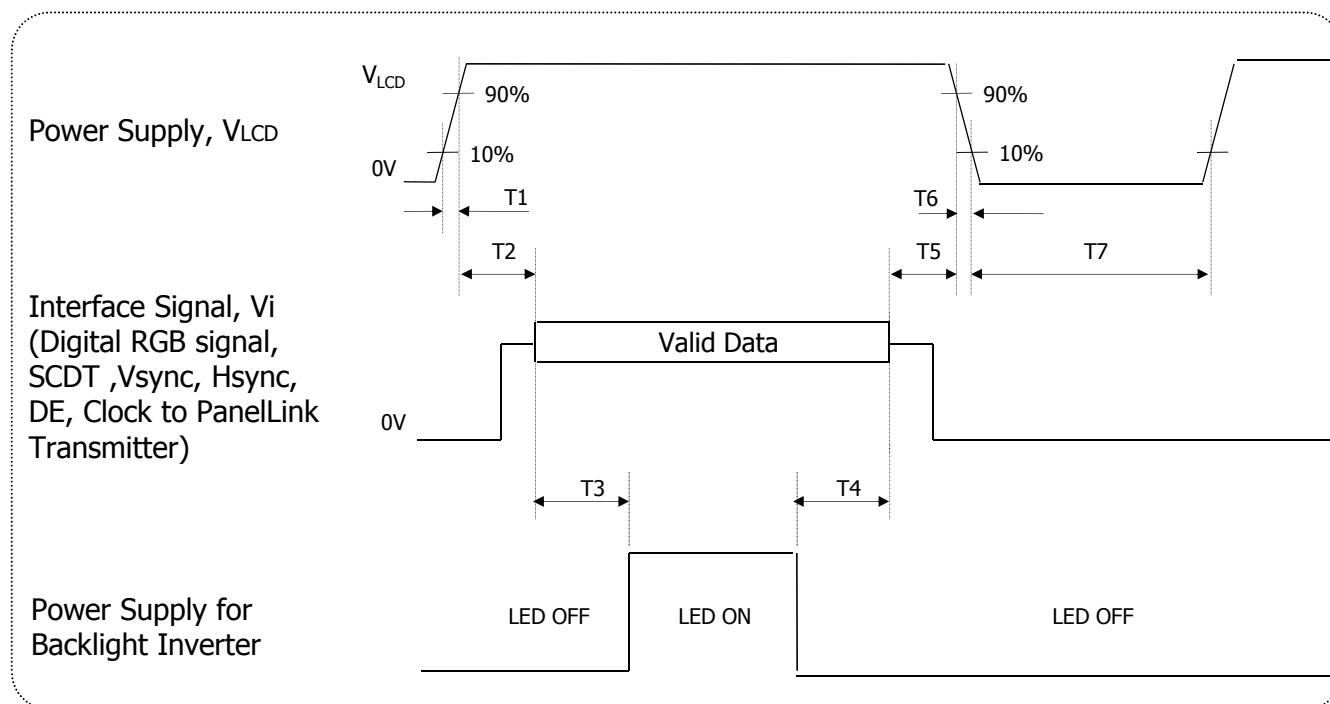 VLCD
90%
90%
Power Supply, VLCD
10%
10%
0V
T1
T6
T2
T5
T7
Interface Signal, Vi
(Digital RGB signal,
SCDT ,Vsync, Hsync,
DE, Clock to PanelLink
Transmitter)
Valid Data
0V
T3
T4
Power Supply for
Backlight Inverter
LED OFF
LED ON
LED OFF